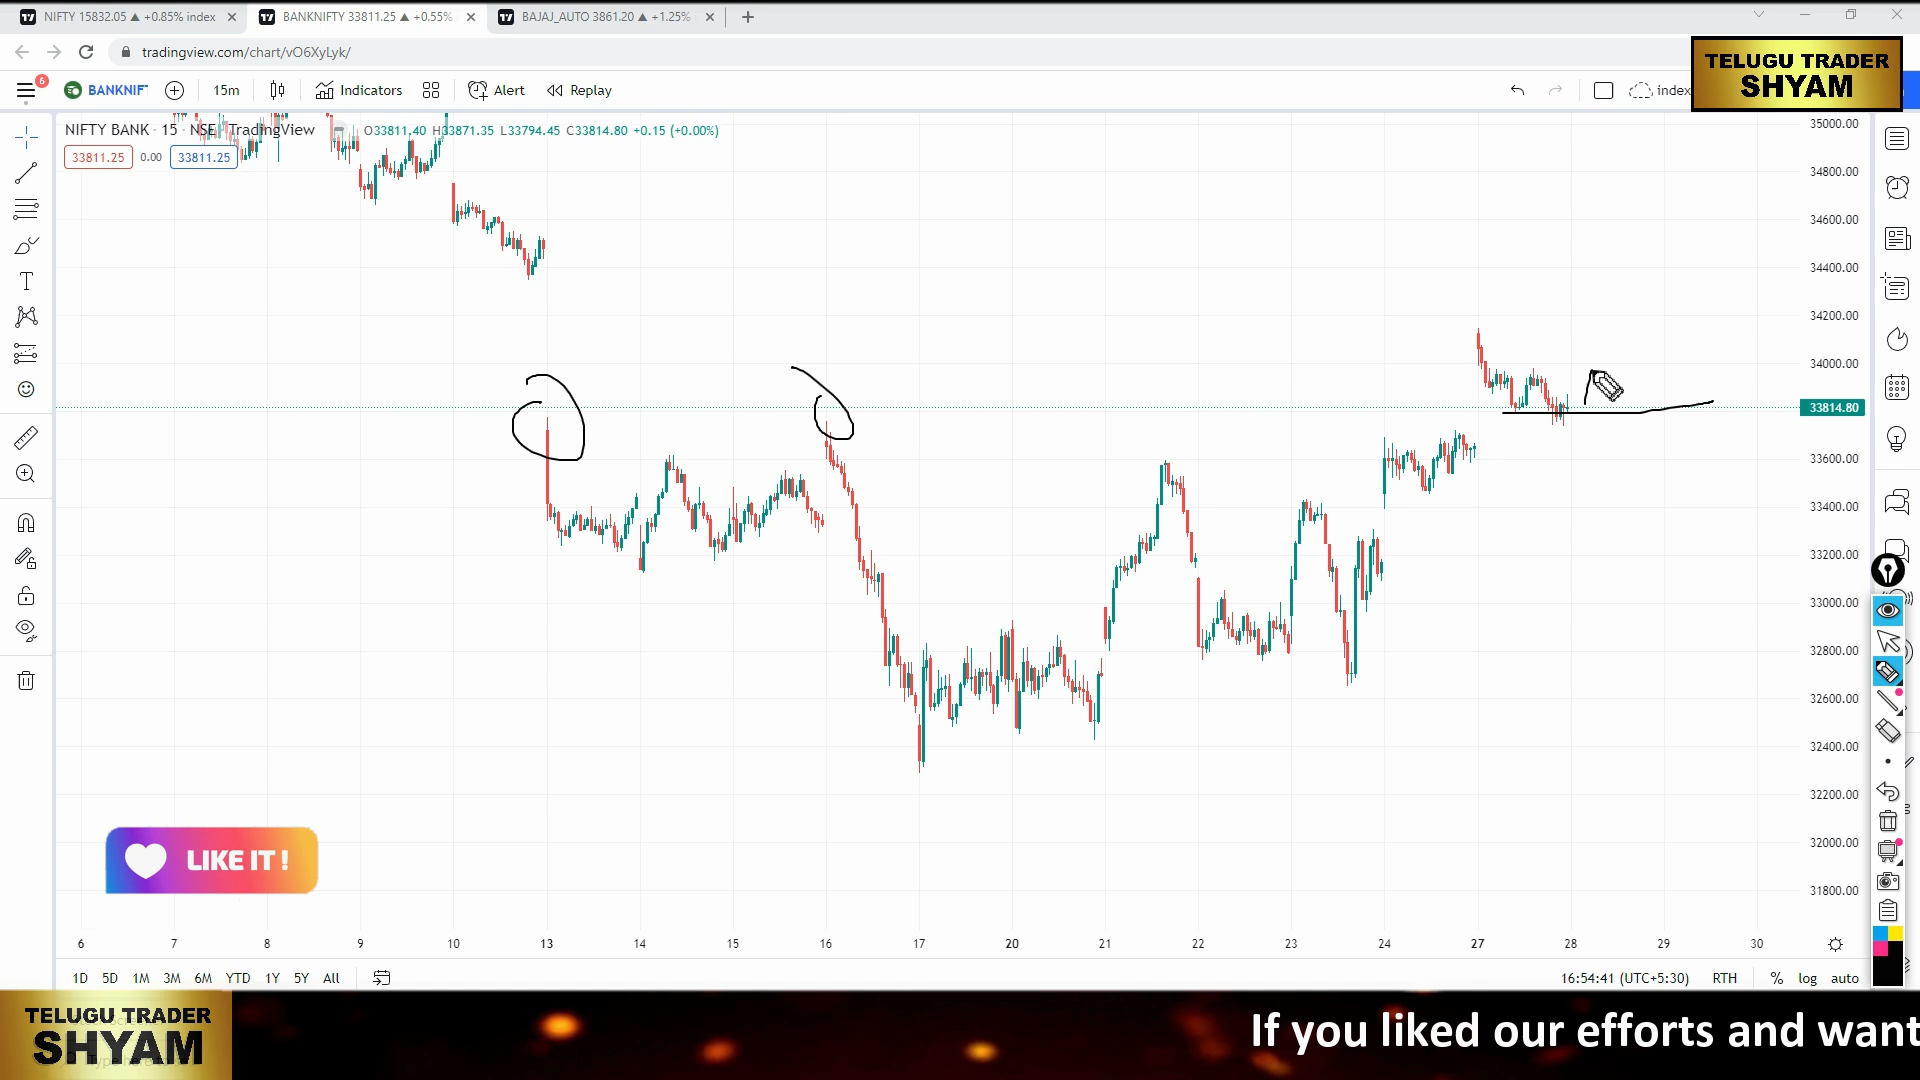 NIFTY 15832.05 ▲ +0.85% index
BANKNIFTY 33811.25 ▲ +0.55%
BAJAJ_AUTO 3861.20 ▲ +1.25%
tradingview.com/chart/vO6XyLyk/
TELUGU TRADER
SHYAM
6
BANKNIF
15m
Indicators
Alert
Replay
index
NIFTY BANK · 15 · NSE TradingView
O33811.40 H33871.35 L33794.45 C33814.80 +0.15 (+0.00%)
33811.25 0.00 33811.25
35000.00
34800.00
34600.00
34400.00
34200.00
34000.00
33814.80
33600.00
33400.00
33200.00
33000.00
32800.00
32600.00
32400.00
32200.00
32000.00
31800.00
LIKE IT !
6 7 8 9 10 13 14 15 16 17 20 21 22 23 24 27 28 29 30
1D 5D 1M 3M 6M YTD 1Y 5Y All
16:54:41 (UTC+5:30) RTH % log auto
TELUGU TRADER
SHYAM
If you liked our efforts and want